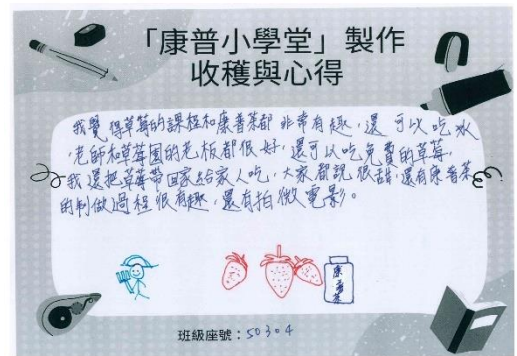 「康普小學堂」製作
收穫與心得
我覺得草莓的課程和康普茶都非常有趣，還可以吃冰
，老師和草莓園的老板都很好，還可以吃免費的草莓，
我還把草莓帶回家給家人吃，大家都說很甜，還有康普茶
的制做過程很有趣，還有拍微電影。
康普茶
班級座號：50304